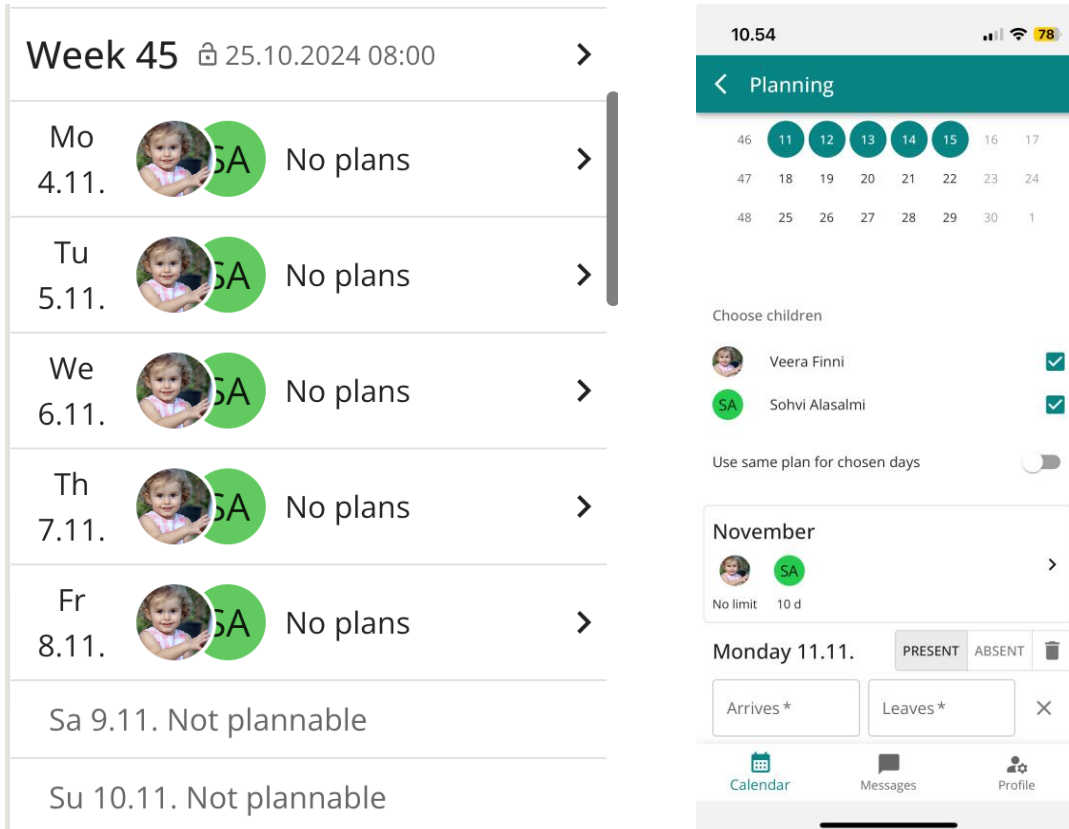 Week 45 25.10.2024 08:00
Mo
4.11.
SA No plans
Tu
5.11.
SA No plans
We
6.11.
SA No plans
Th
7.11.
SA No plans
Fr
8.11.
SA No plans
Sa 9.11. Not plannable
Su 10.11. Not plannable
10.54 78
Planning
46 11 12 13 14 15 16 17
47 18 19 20 21 22 23 24
48 25 26 27 28 29 30 1
Choose children
Veera Finni
SA Sohvi Alasalmi
Use same plan for chosen days
November
SA
No limit 10 d
Monday 11.11. PRESENT ABSENT
Arrives * Leaves *
Calendar Messages Profile